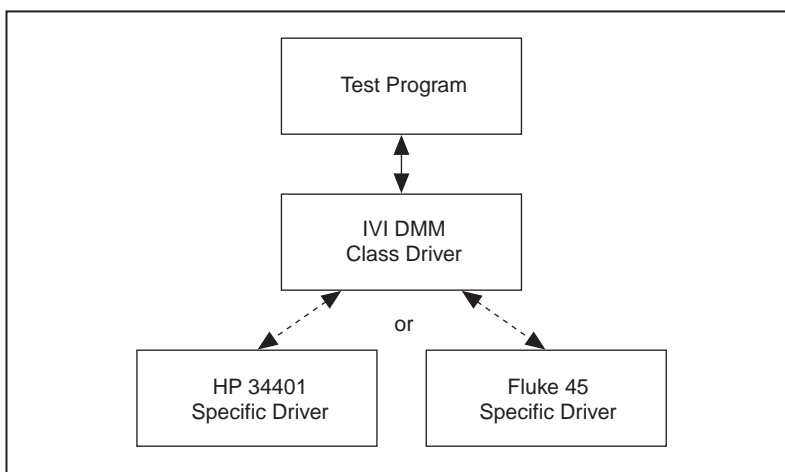 Test Program
IVI DMM
Class Driver
or
HP 34401
Specific Driver
Fluke 45
Specific Driver